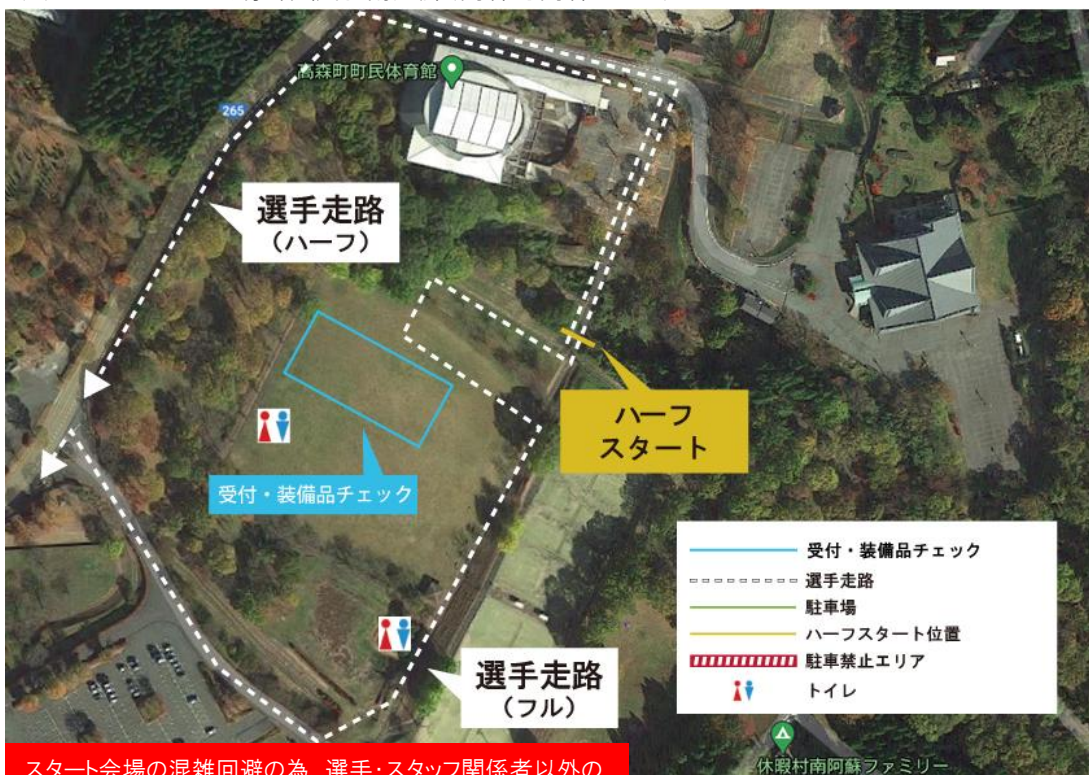 高森町町民体育館
265
選手走路
（ハーフ）
ハーフ
スタート
受付・装備品チェック
選手走路
（フル）
受付・装備品チェック
選手走路
駐車場
ハーフスタート位置
駐車禁止エリア
トイレ
休暇村南阿蘇ファミリー
スタート会場の混雑回避の為、選手・スタッフ関係者以外の